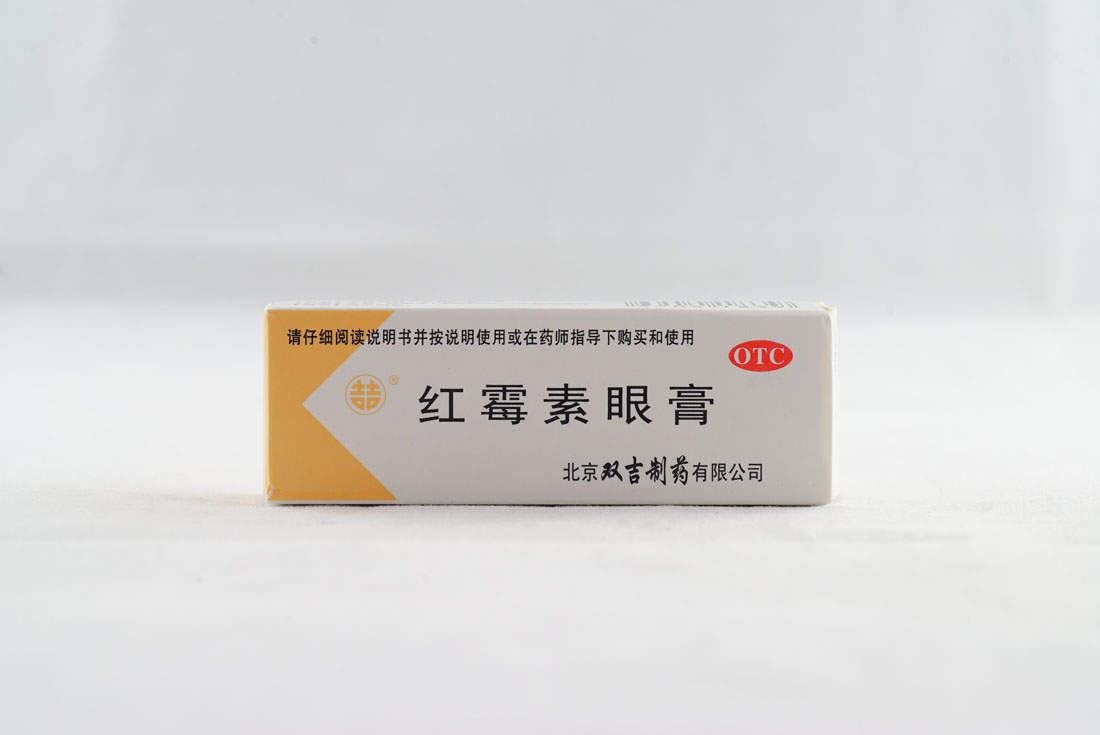 请仔细阅读说明书并按说明使用或在药师指导下购买和使用
OTC
®
红霉素眼膏
北京双吉制药有限公司